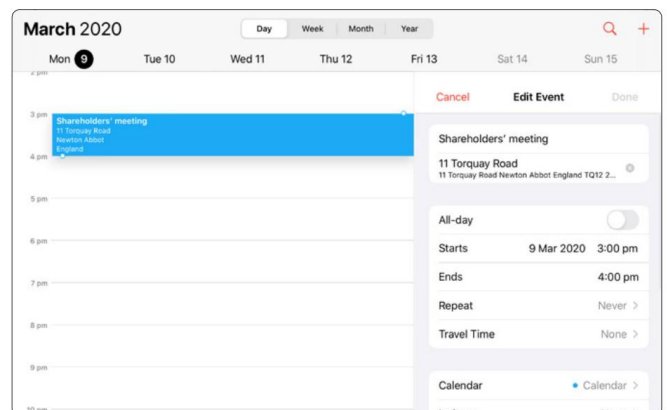 March 2020
Day Week Month Year
+
Mon 9 Tue 10 Wed 11 Thu 12 Fri 13 Sat 14 Sun 15
2 pm
3 pm
Shareholders' meeting
11 Torquay Road
Newton Abbot
England
4 pm
5 pm
6 pm
7 pm
8 pm
9 pm
10 pm
Cancel Edit Event Done
Shareholders' meeting
11 Torquay Road
11 Torquay Road Newton Abbot England TQ12 2...
All-day
Starts 9 Mar 2020 3:00 pm
Ends 4:00 pm
Repeat Never >
Travel Time None >
Calendar • Calendar >